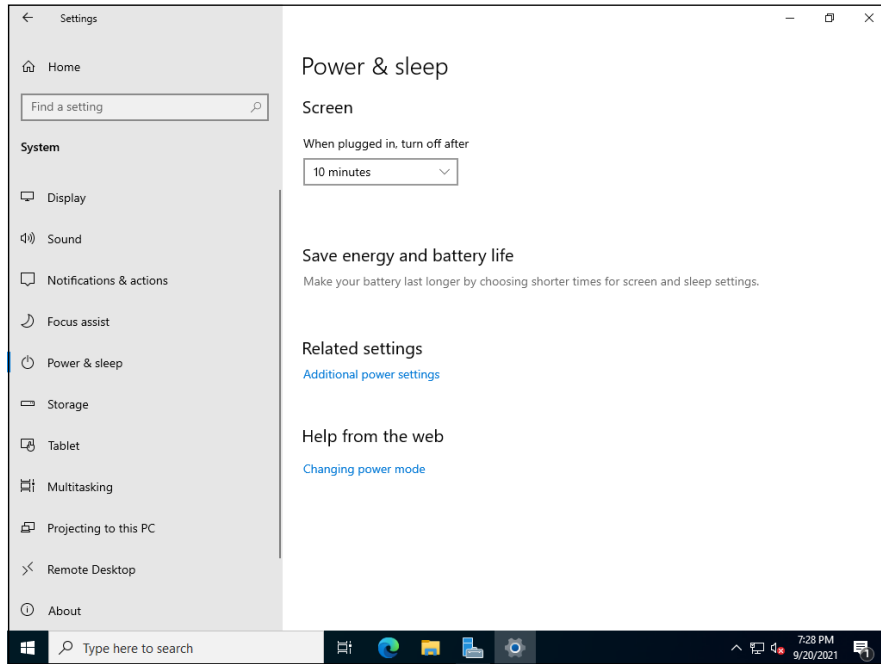 Settings
Home
Find a setting
System
Display
Sound
Notifications & actions
Focus assist
Power & sleep
Storage
Tablet
Multitasking
Projecting to this PC
Remote Desktop
About
Power & sleep
Screen
When plugged in, turn off after
10 minutes
Save energy and battery life
Make your battery last longer by choosing shorter times for screen and sleep settings.
Related settings
Additional power settings
Help from the web
Changing power mode
Type here to search
7:28 PM
9/20/2021
1